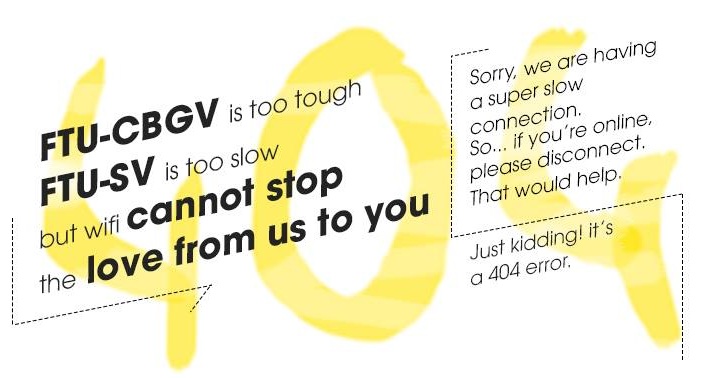 404
FTU-CBGV is too tough
FTU-SV is too slow
but wifi cannot stop
the love from us to you
Sorry, we are having
a super slow
connection.
So... if you're online,
please disconnect.
That would help.
Just kidding! it's
a 404 error.